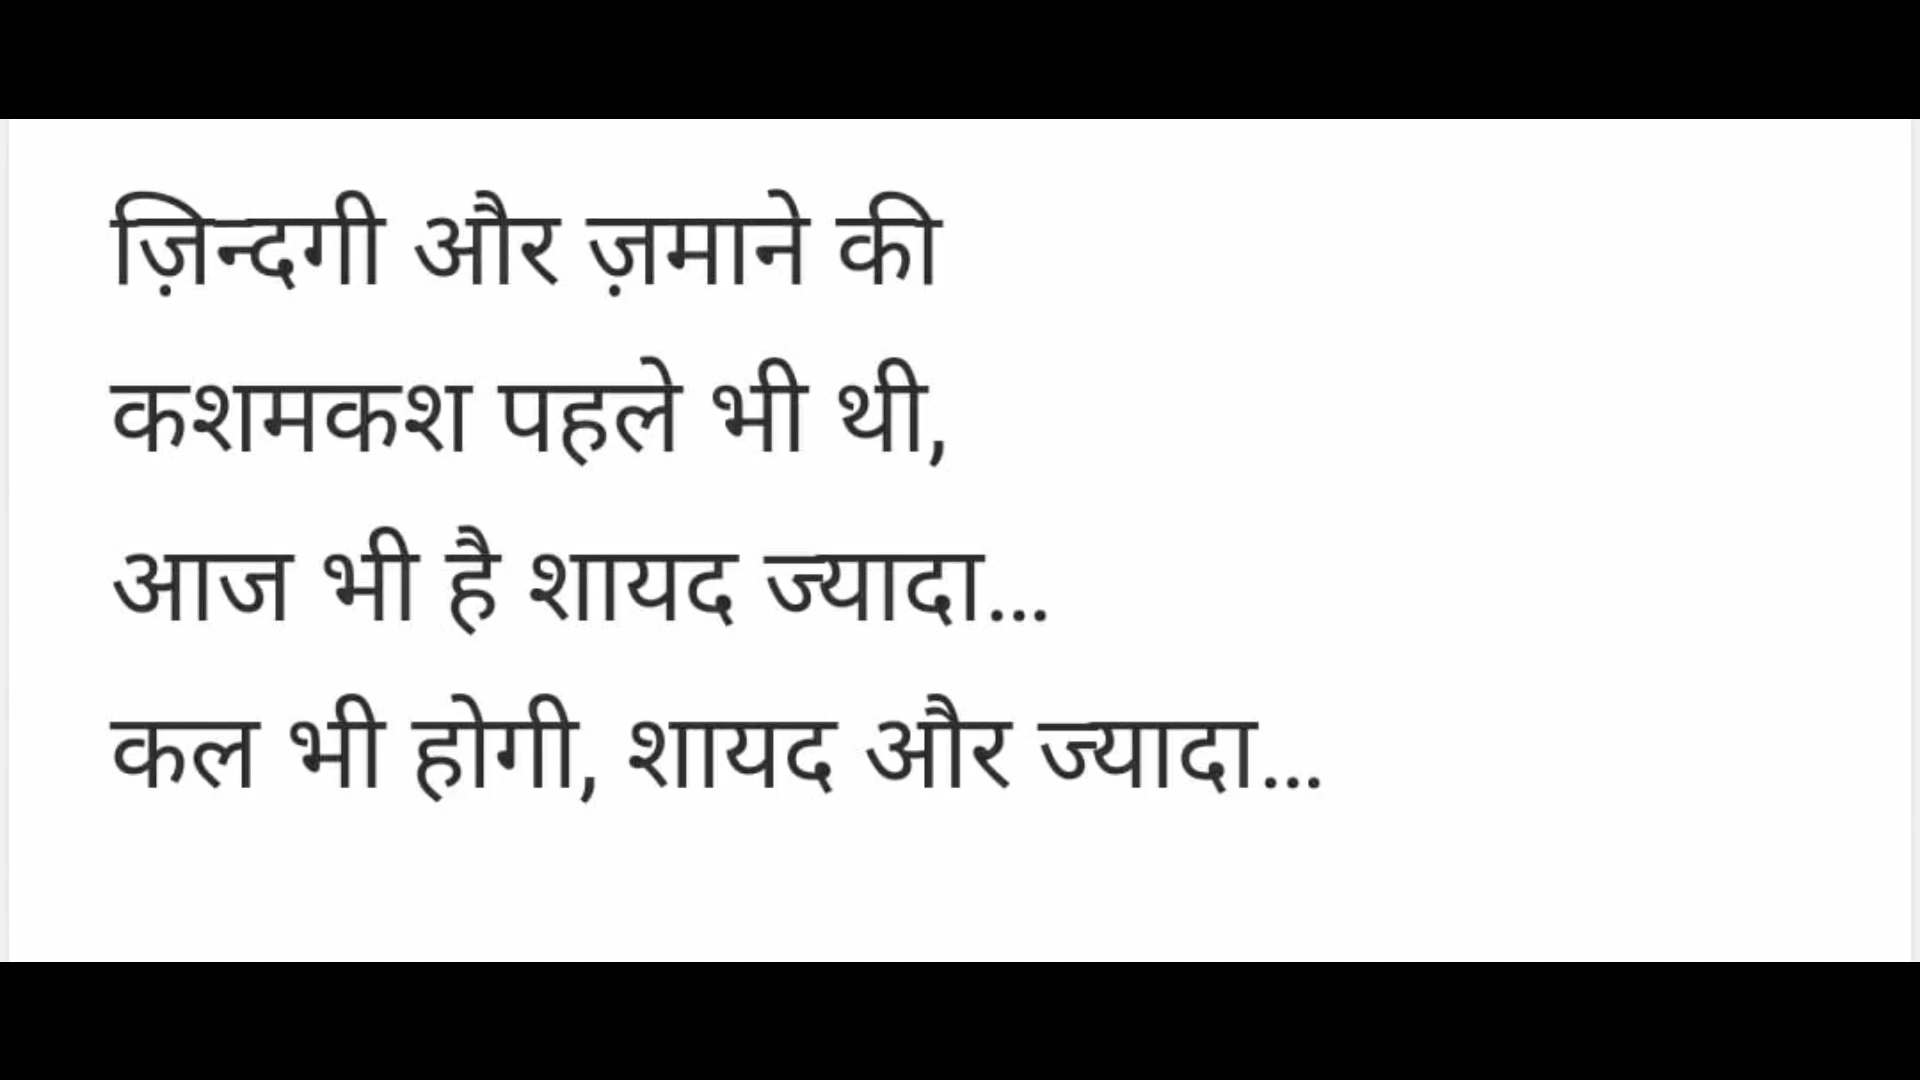 ज़िन्दगी और ज़माने की
कशमकश पहले भी थी,
आज भी है शायद ज्यादा...
कल भी होगी, शायद और ज्यादा...